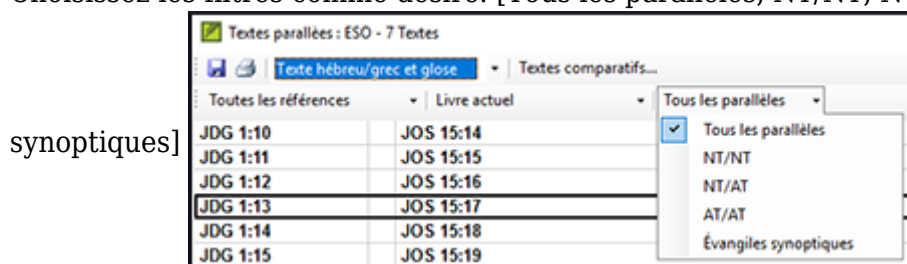 Choisissez les filtres comme désiré. [Tous les parallèles, NT/NT, N
Textes parallèes : ESO - 7 Textes
Texte hébreu/grec et glose Textes comparatifs...
Toutes les références Livre actuel Tous les parallèles
synoptiques]
JDG 1:10 JOS 15:14 Tous les parallèles
JDG 1:11 JOS 15:15 NT/NT
JDG 1:12 JOS 15:16 NT/AT
JDG 1:13 JOS 15:17 AT/AT
JDG 1:14 JOS 15:18 Évangiles synoptiques
JDG 1:15 JOS 15:19